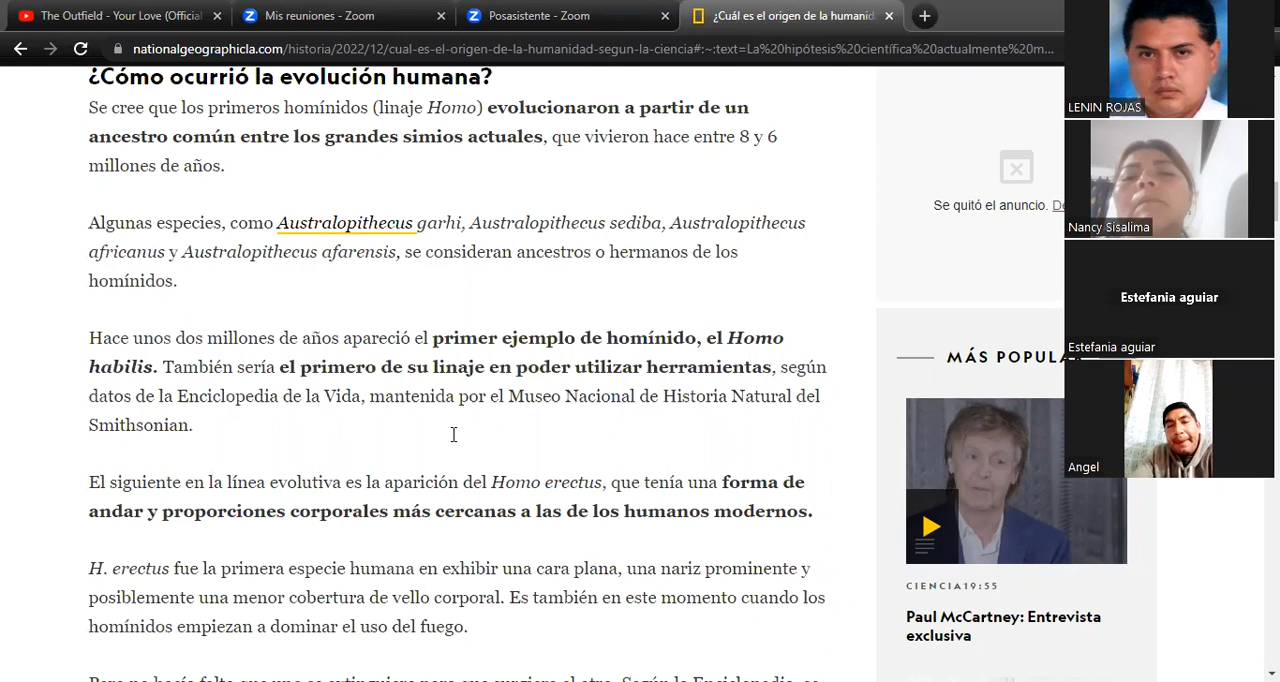 The Outfield - Your Love (Official
Mis reuniones - Zoom
Posasistente - Zoom
¿Cuál es el origen de la humanid
nationalgeographicla.com/historia/2022/12/cual-es-el-origen-de-la-humanidad-segun-la-ciencia#:~:text=La%20hipótesis%20científica%20actualmente%20m...
¿Cómo ocurrió la evolución humana?
Se cree que los primeros homínidos (linaje Homo) evolucionaron a partir de un
ancestro común entre los grandes simios actuales, que vivieron hace entre 8 y 6
millones de años.
Algunas especies, como Australopithecus garhi, Australopithecus sediba, Australopithecus
africanus y Australopithecus afarensis, se consideran ancestros o hermanos de los
homínidos.
Hace unos dos millones de años apareció el primer ejemplo de homínido, el Homo
habilis. También sería el primero de su linaje en poder utilizar herramientas, según
datos de la Enciclopedia de la Vida, mantenida por el Museo Nacional de Historia Natural del
Smithsonian.
El siguiente en la línea evolutiva es la aparición del Homo erectus, que tenía una forma de
andar y proporciones corporales más cercanas a las de los humanos modernos.
H. erectus fue la primera especie humana en exhibir una cara plana, una nariz prominente y
posiblemente una menor cobertura de vello corporal. Es también en este momento cuando los
homínidos empiezan a dominar el uso del fuego.
Se quitó el anuncio. De
MÁS POPULA
CIENCIA19:55
Paul McCartney: Entrevista
exclusiva
LENIN ROJAS
Nancy Sisalima
Estefania aguiar
Estefania aguiar
Angel